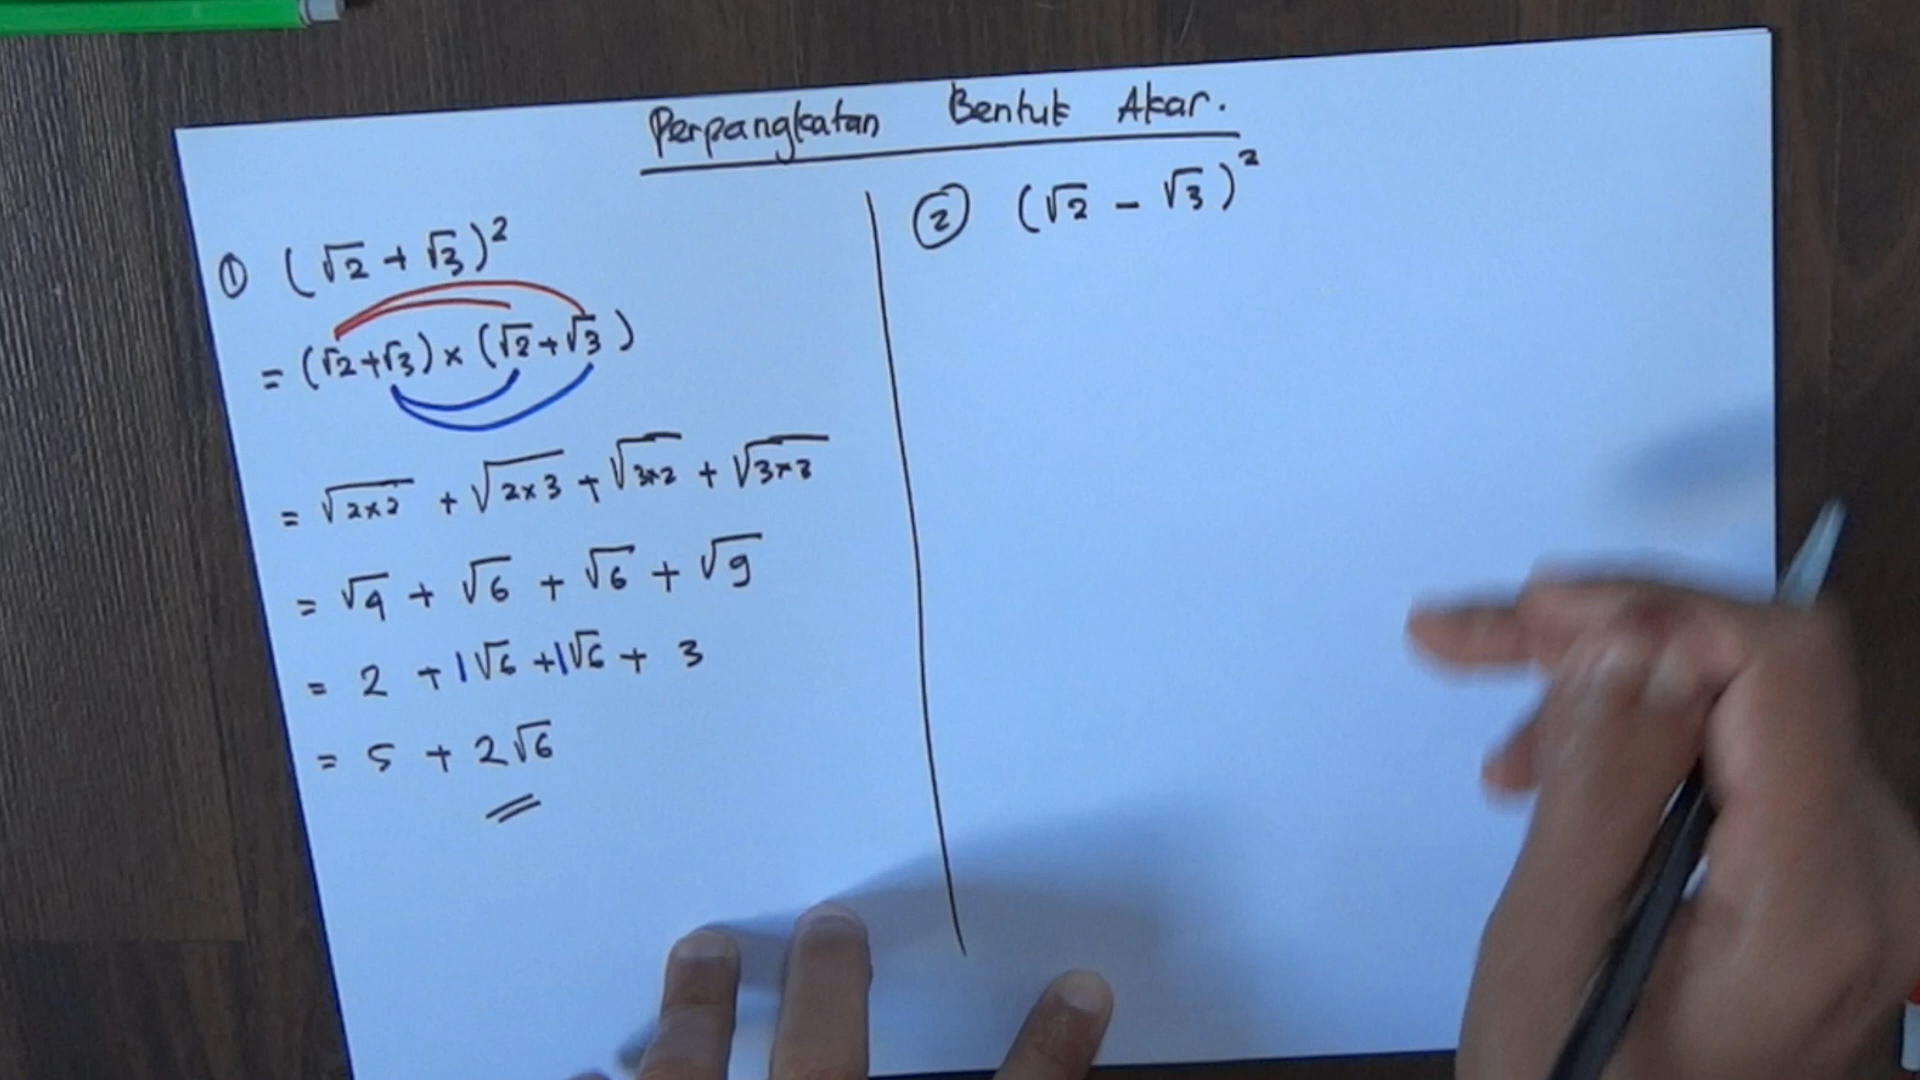 Perpangkatan Bentuk Akar.
① (√2 + √3)²
= (√2+√3) × (√2+√3)
= √2×2 + √2×3 + √3×2 + √3×3
= √4 + √6 + √6 + √9
= 2 + 1√6 + 1√6 + 3
= 5 + 2√6
② (√2 - √3)²